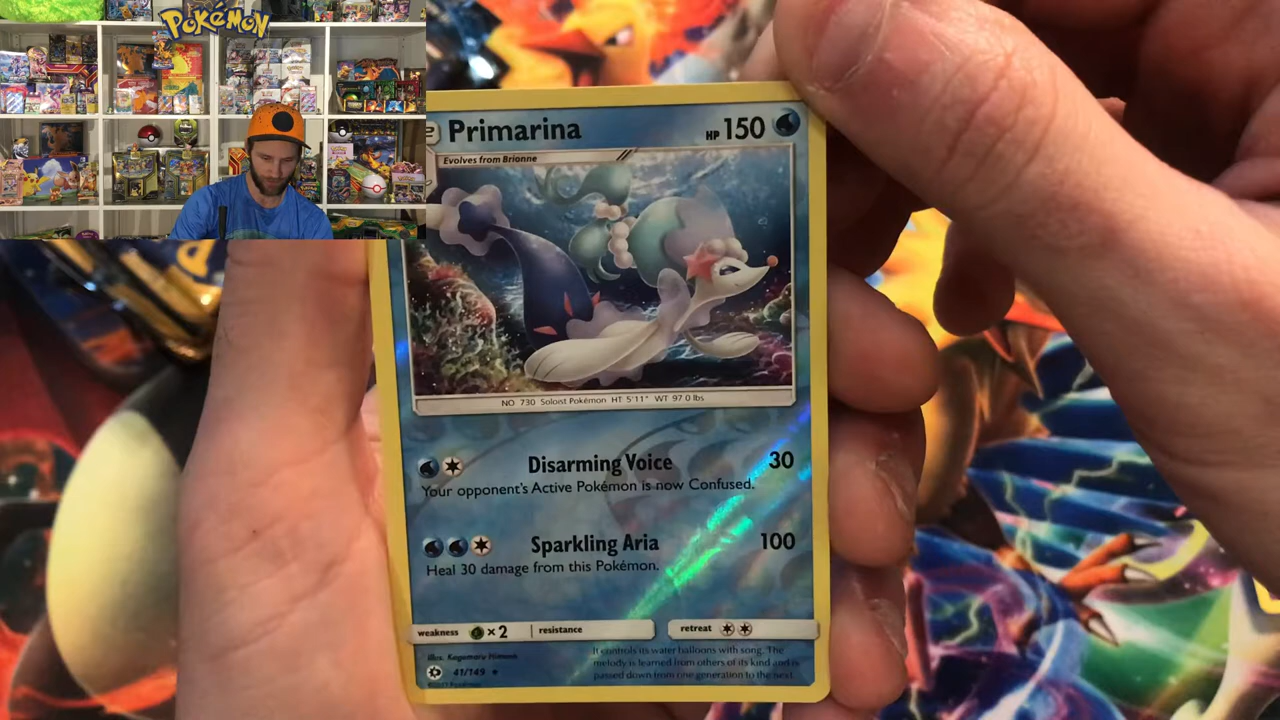 POKéMON
Primarina HP 150
Evolves from Brionne
NO 730 Soloist Pokémon HT 5'11" WT 97.0 lbs
Disarming Voice 30
Your opponent's Active Pokémon is now Confused.
Sparkling Aria 100
Heal 30 damage from this Pokémon.
weakness ×2 resistance retreat
Illus. Kagemaru Himeno
41/149 ★
©2017 Pokémon
It controls its water balloons with song. The
melody is learned from others of its kind and is
passed down from one generation to the next.